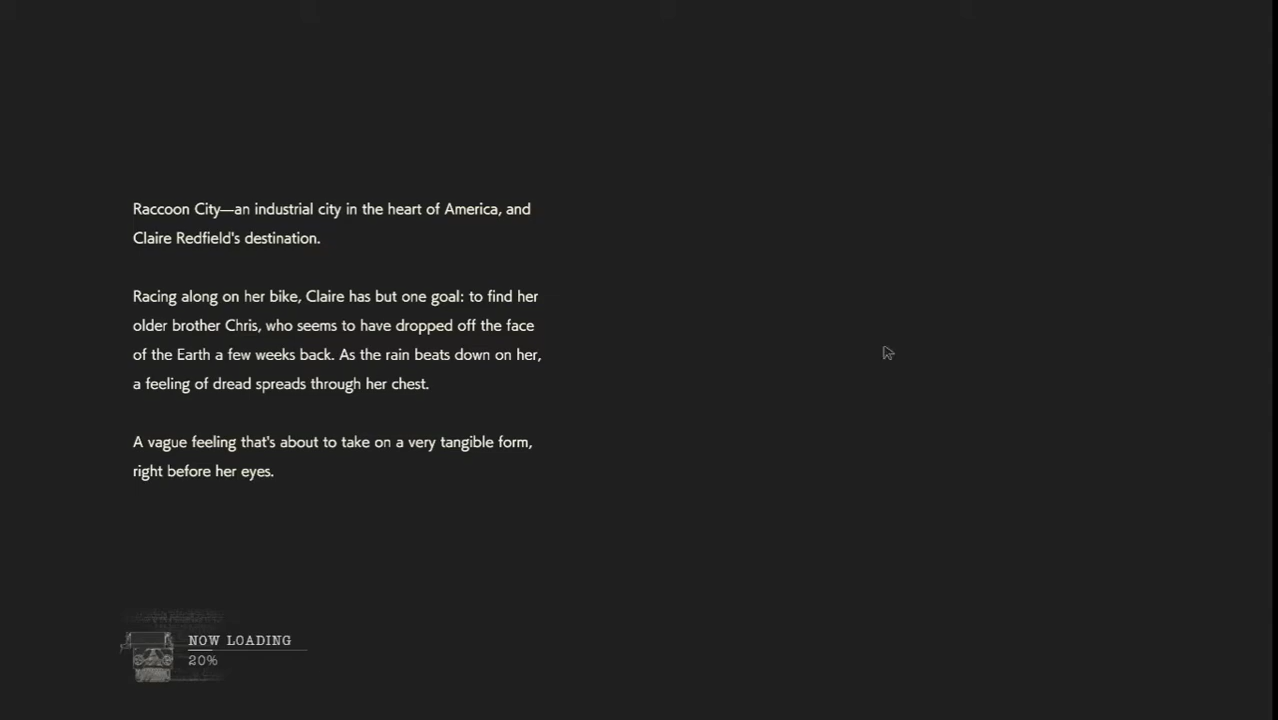 Raccoon City—an industrial city in the heart of America, and
Claire Redfield's destination.
Racing along on her bike, Claire has but one goal: to find her
older brother Chris, who seems to have dropped off the face
of the Earth a few weeks back. As the rain beats down on her,
a feeling of dread spreads through her chest.
A vague feeling that's about to take on a very tangible form,
right before her eyes.
NOW LOADING
20%